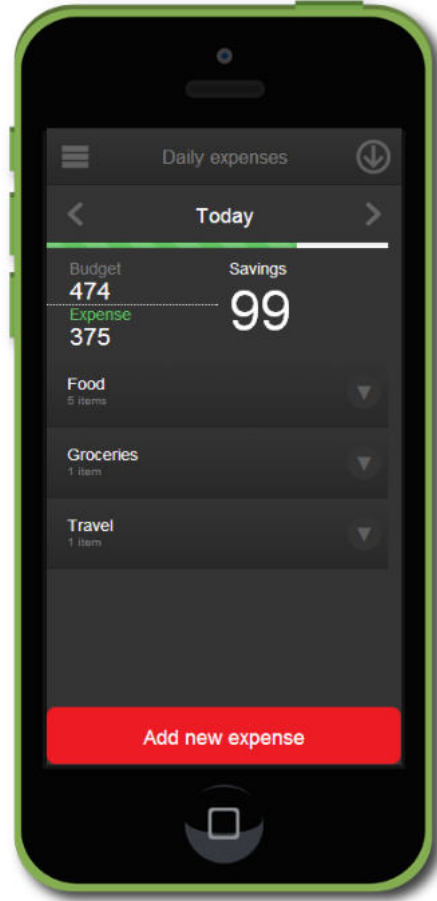 Daily expenses
Today
Budget
474
Savings
99
Expense
375
Food
5 items
Groceries
1 item
Travel
1 item
Add new expense